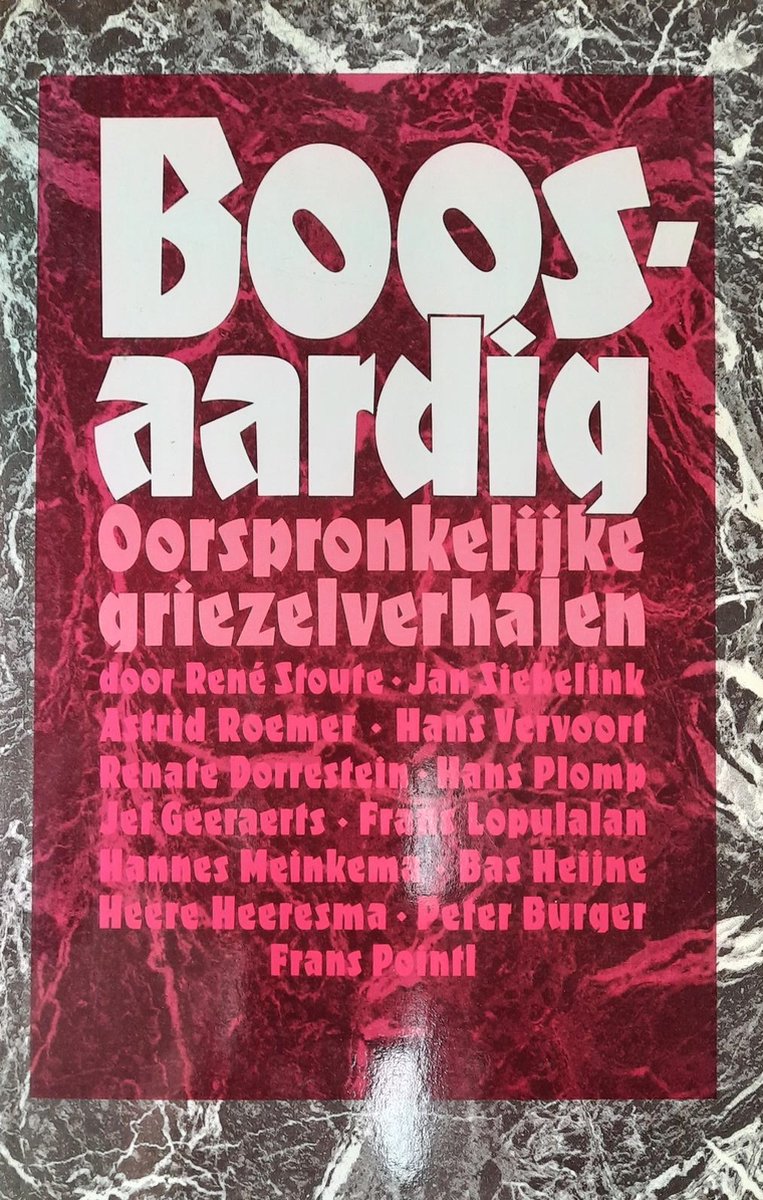 Boos-
aardig
Oorspronkelijke
griezelverhalen
door René Stoute · Jan Siebelink
Astrid Roemer · Hans Vervoort
Renate Dorrestein · Hans Plomp
Jef Geeraerts · Frans Lopulalan
Hannes Meinkema · Bas Heijne
Heere Heeresma · Peter Burger
Frans Pointl